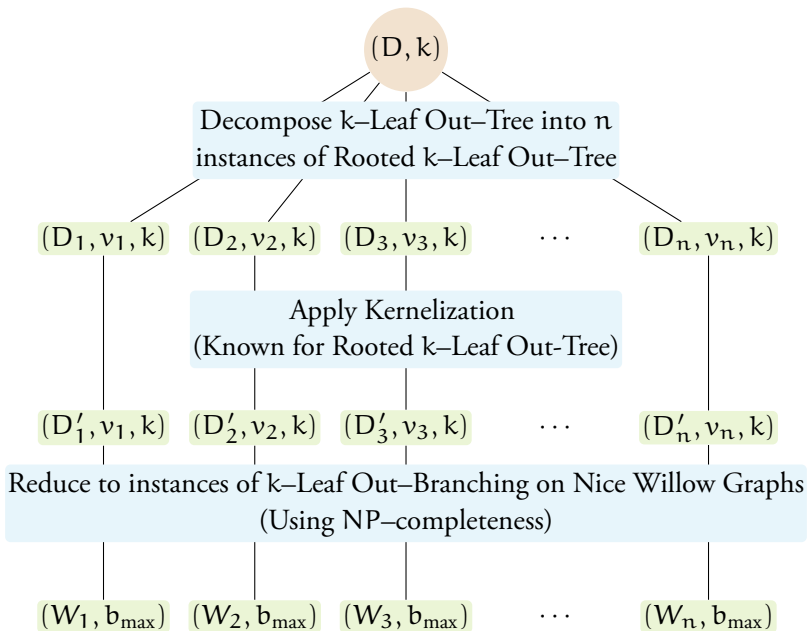 (D, k)
Decompose k–Leaf Out–Tree into n
instances of Rooted k–Leaf Out–Tree
(D₁, v₁, k) (D₂, v₂, k) (D₃, v₃, k) ⋯ (Dₙ, vₙ, k)
Apply Kernelization
(Known for Rooted k–Leaf Out-Tree)
(D′₁, v₁, k) (D′₂, v₂, k) (D′₃, v₃, k) ⋯ (D′ₙ, vₙ, k)
Reduce to instances of k–Leaf Out–Branching on Nice Willow Graphs
(Using NP–completeness)
(W₁, bₘₐₓ) (W₂, bₘₐₓ) (W₃, bₘₐₓ) ⋯ (Wₙ, bₘₐₓ)